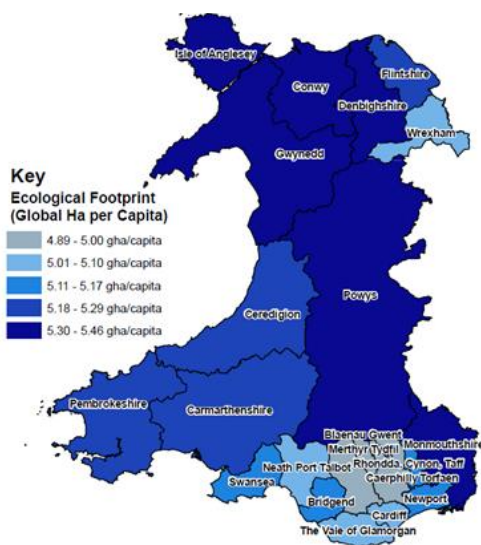 Isle of Anglesey
Conwy
Flintshire
Denbighshire
Wrexham
Gwynedd
Key
Ecological Footprint
(Global Ha per Capita)
4.89 - 5.00 gha/capita
5.01 - 5.10 gha/capita
5.11 - 5.17 gha/capita
5.18 - 5.29 gha/capita
5.30 - 5.46 gha/capita
Powys
Ceredigion
Pembrokeshire
Carmarthenshire
Blaenau Gwent
Merthyr Tydfil
Monmouthshire
Neath Port Talbot
Rhondda, Cynon, Taff
Caerphilly Torfaen
Swansea
Bridgend
Newport
Cardiff
The Vale of Glamorgan